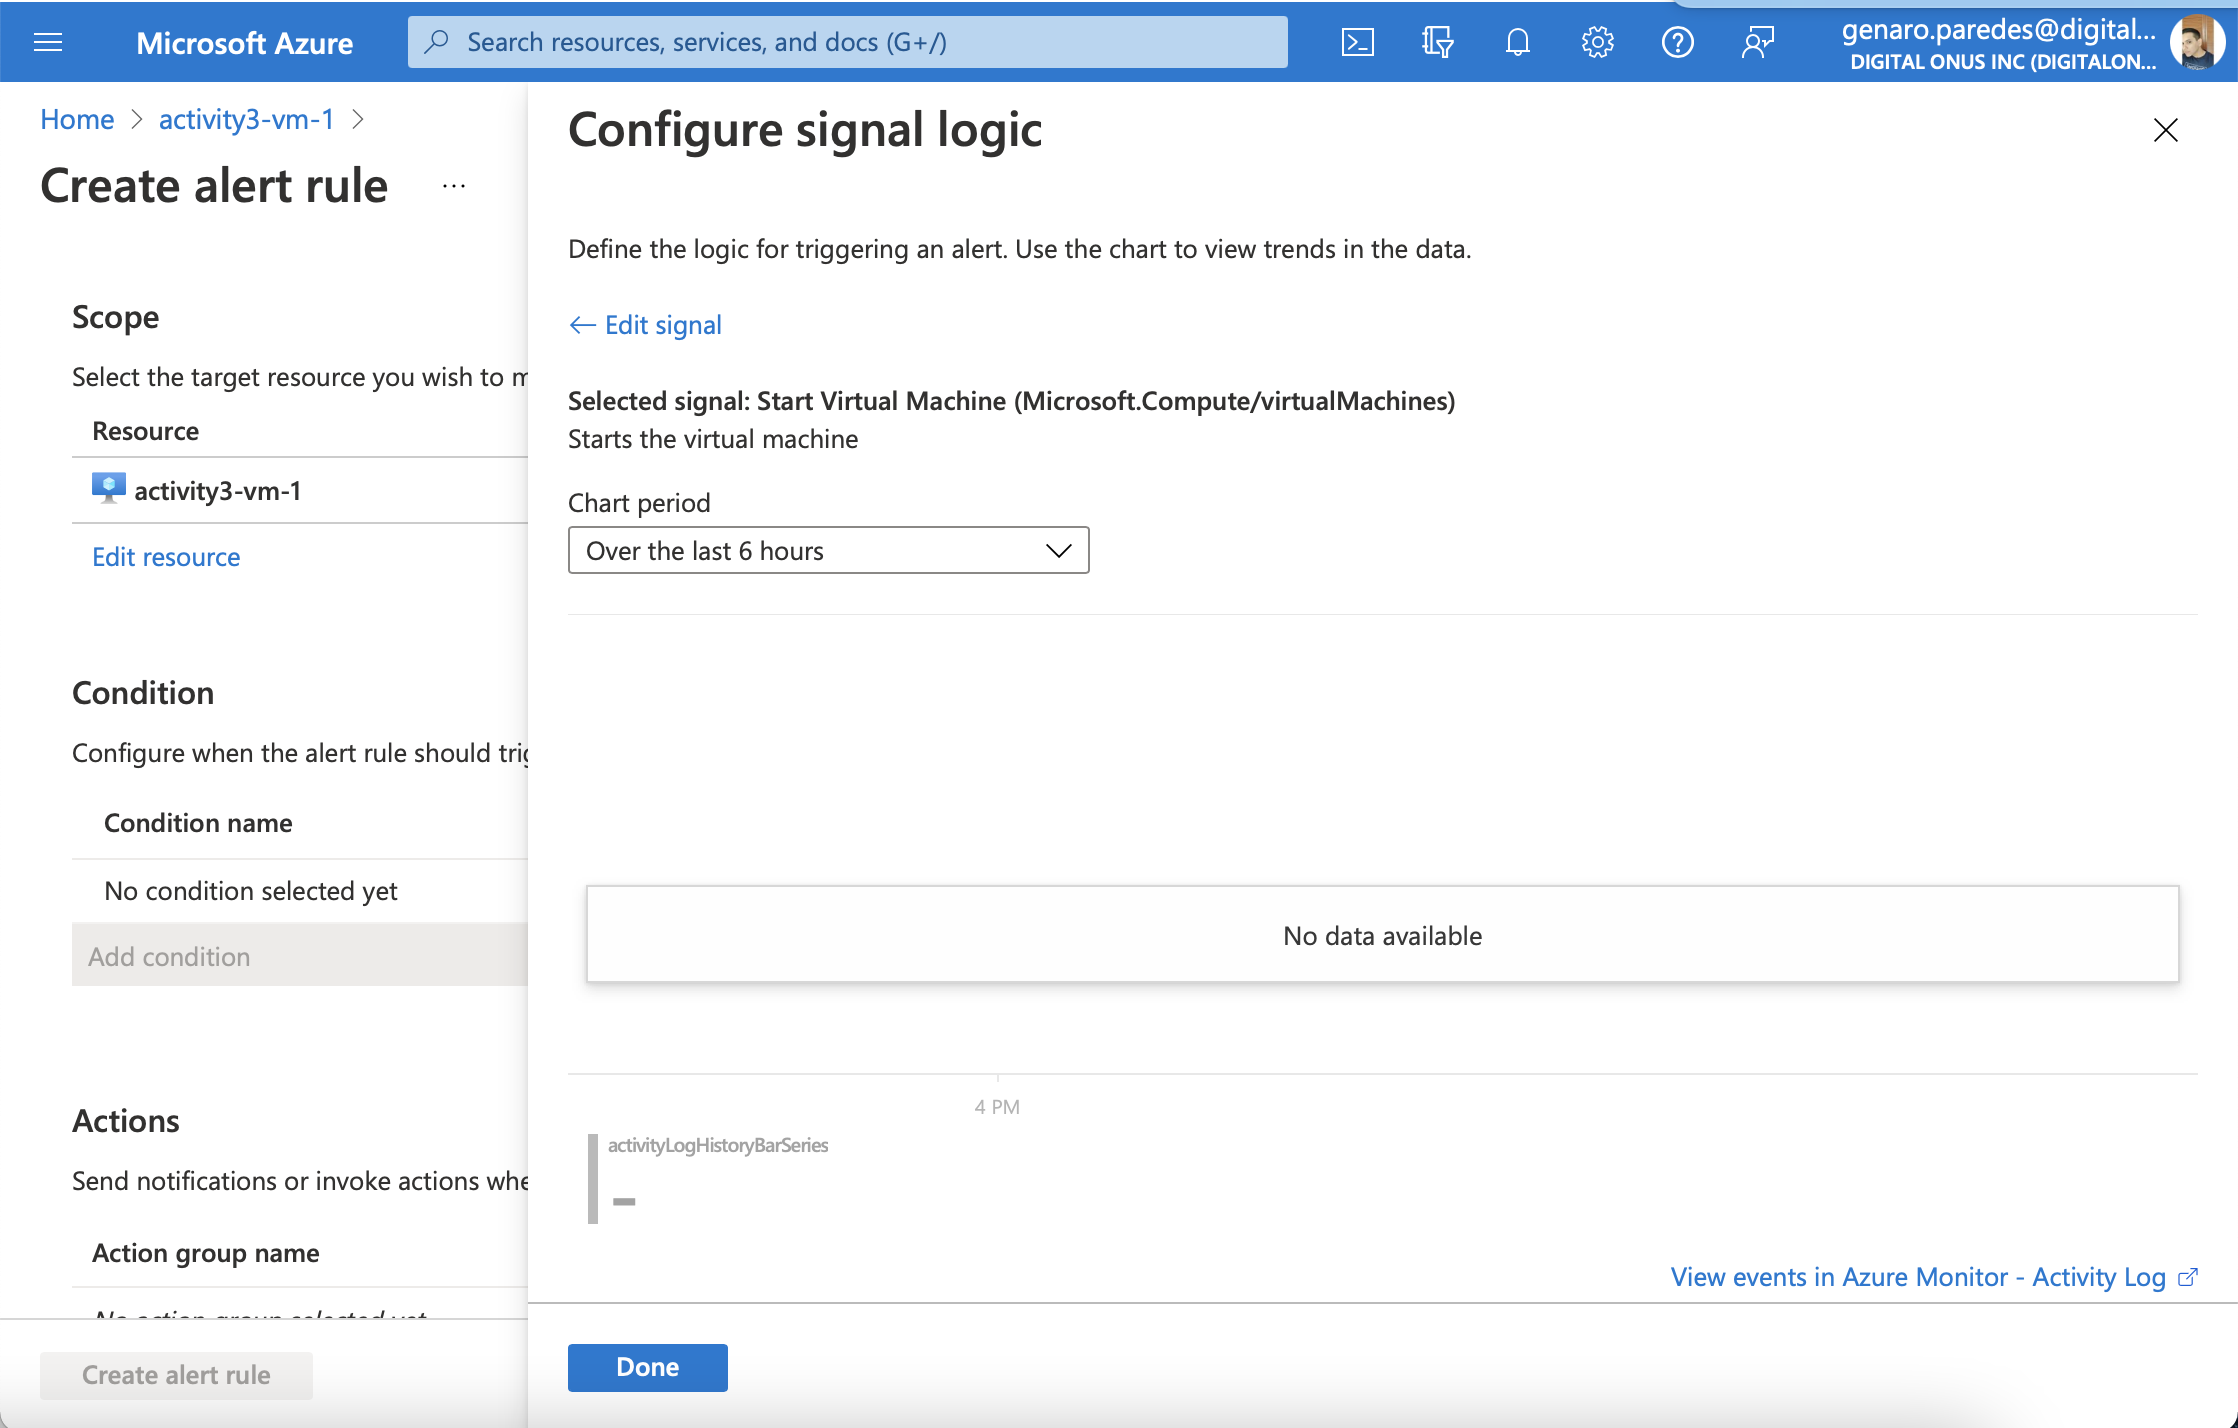 Microsoft Azure
Search resources, services, and docs (G+/)
genaro.paredes@digital...
DIGITAL ONUS INC (DIGITALON...
Home > activity3-vm-1 >
Create alert rule ...
Scope
Select the target resource you wish to m
Resource
activity3-vm-1
Edit resource
Condition
Configure when the alert rule should trig
Condition name
No condition selected yet
Add condition
Actions
Send notifications or invoke actions whe
Action group name
No action group selected yet
Create alert rule
Configure signal logic
Define the logic for triggering an alert. Use the chart to view trends in the data.
← Edit signal
Selected signal: Start Virtual Machine (Microsoft.Compute/virtualMachines)
Starts the virtual machine
Chart period
Over the last 6 hours
No data available
4 PM
activityLogHistoryBarSeries
--
View events in Azure Monitor - Activity Log
Done